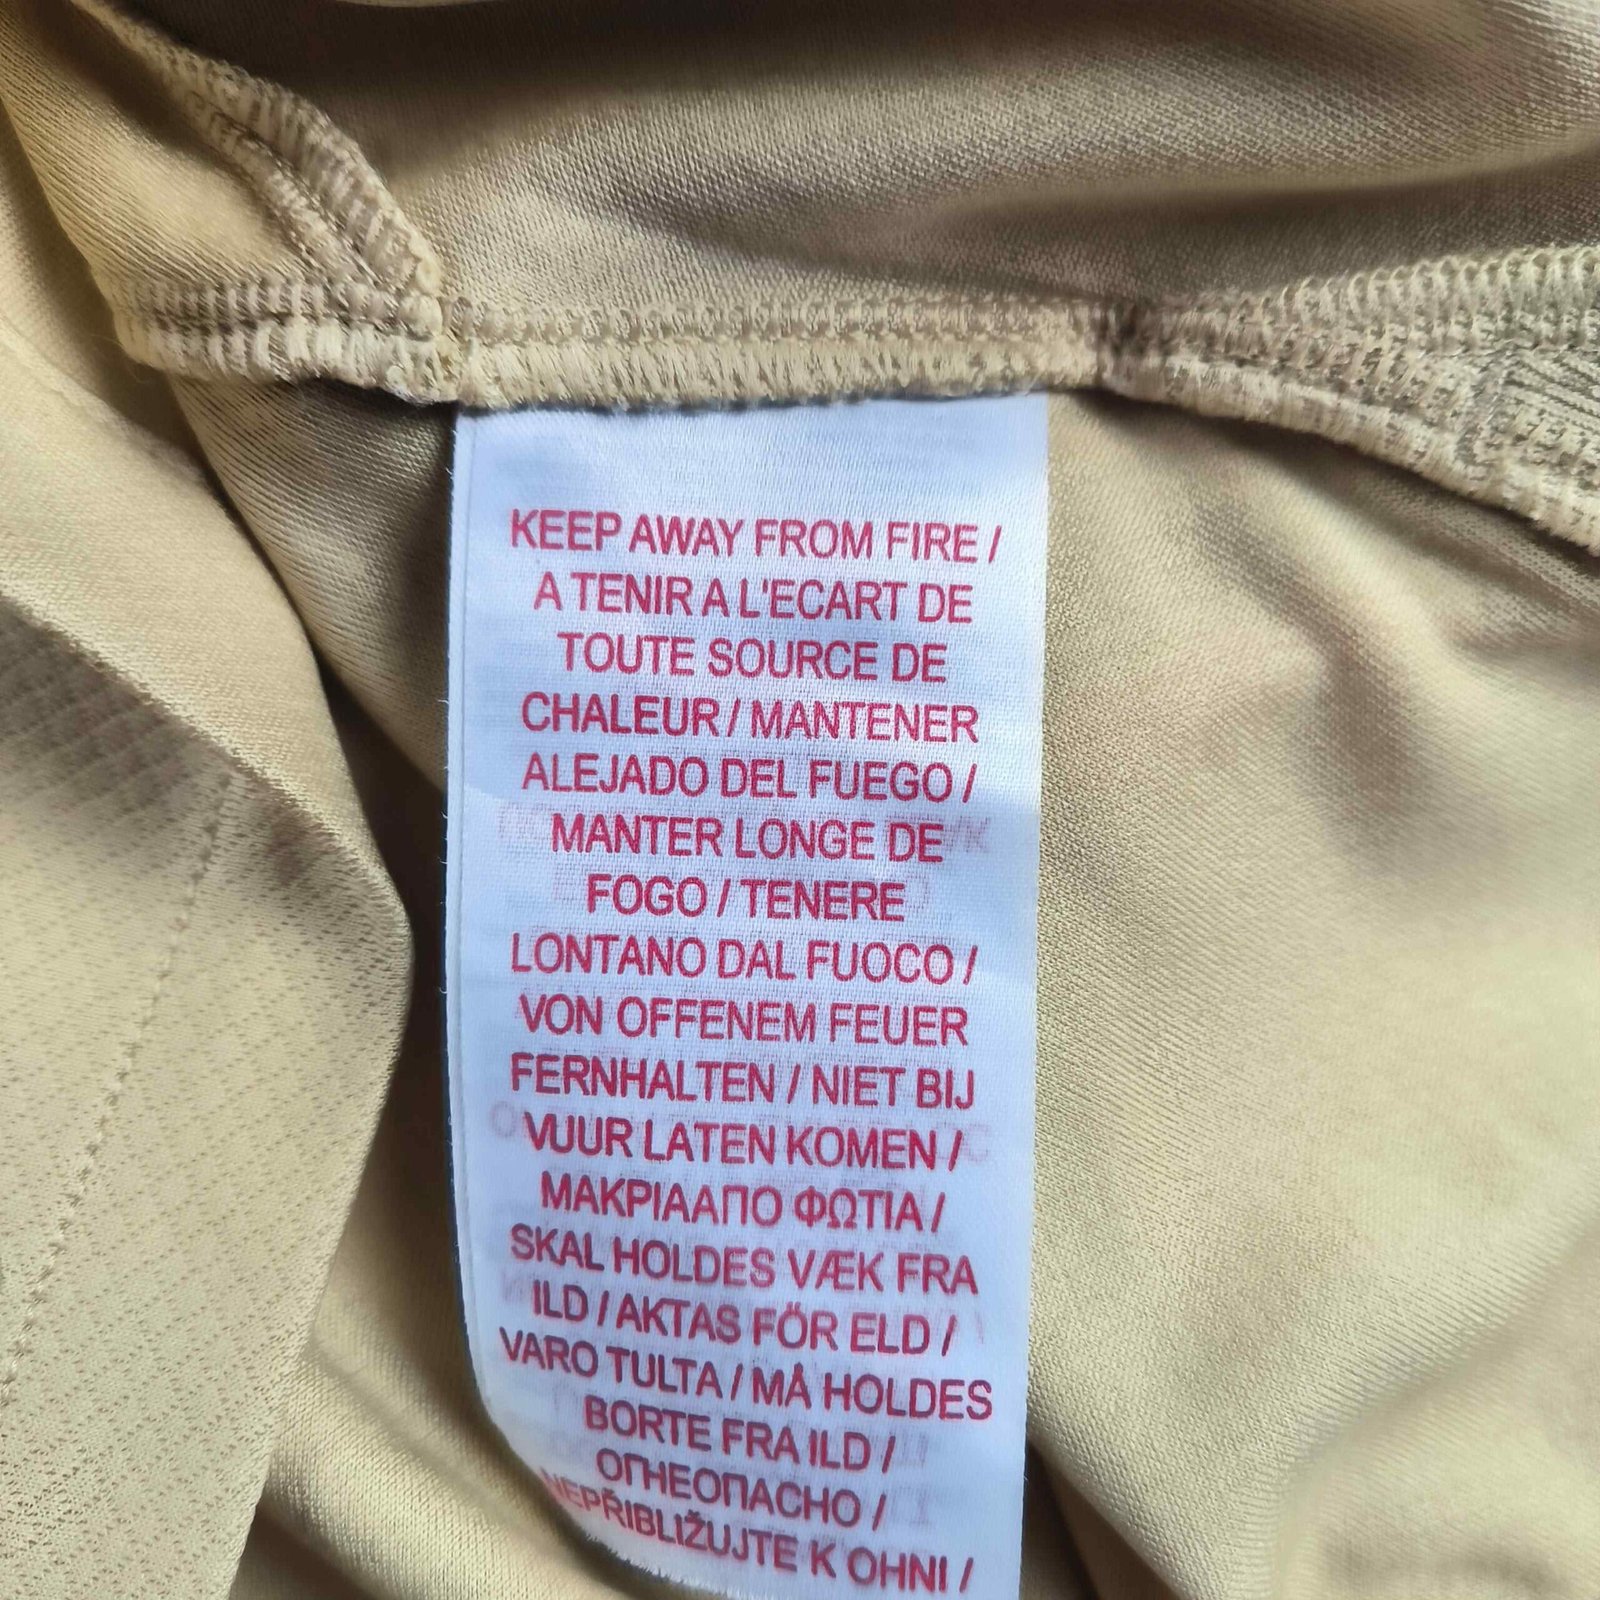 KEEP AWAY FROM FIRE /
A TENIR A L'ECART DE
TOUTE SOURCE DE
CHALEUR / MANTENER
ALEJADO DEL FUEGO /
MANTER LONGE DE
FOGO / TENERE
LONTANO DAL FUOCO /
VON OFFENEM FEUER
FERNHALTEN / NIET BIJ
VUUR LATEN KOMEN /
ΜΑΚΡΙΑΑΠΟ ΦΩΤΙΑ /
SKAL HOLDES VÆK FRA
ILD / AKTAS FÖR ELD /
VARO TULTA / MÅ HOLDES
BORTE FRA ILD /
ОГНЕОПАСНО /
NEPŘIBLIŽUJTE K OHNI /